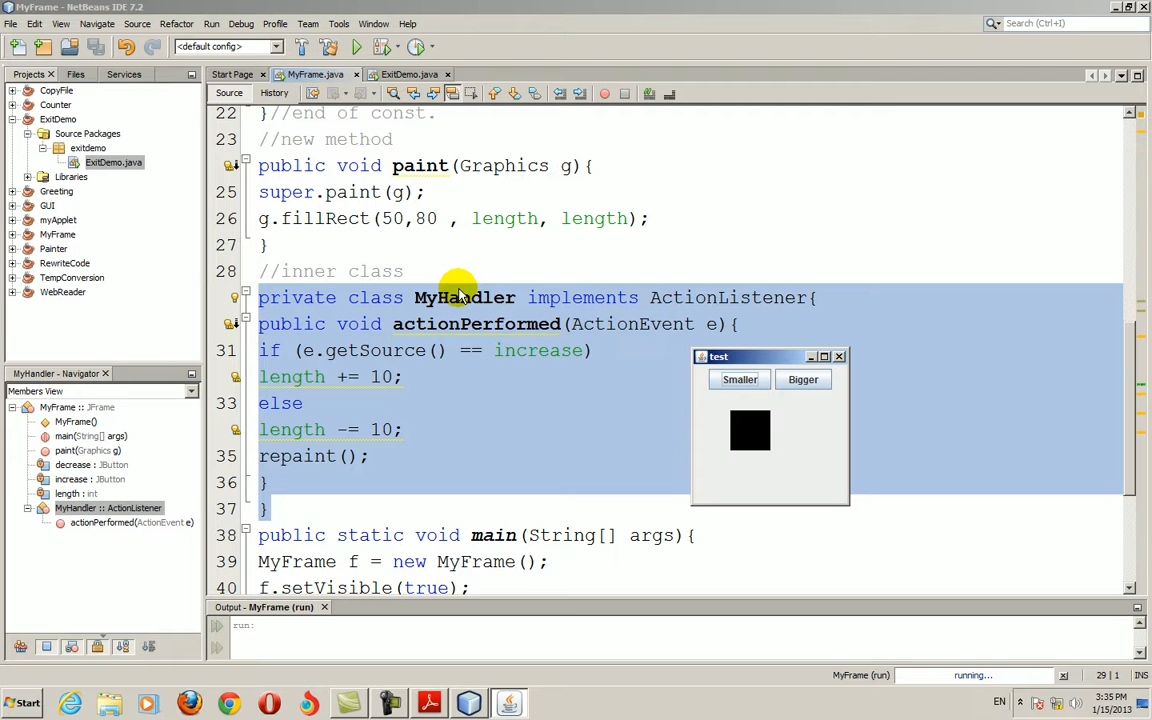 MyFrame - NetBeans IDE 7.2
File Edit View Navigate Source Refactor Run Debug Profile Team Tools Window Help
<default config>
Search (Ctrl+I)
Projects Files Services
Start Page MyFrame.java ExitDemo.java
Source History
CopyFile
Counter
ExitDemo
Source Packages
exitdemo
ExitDemo.java
Libraries
Greeting
GUI
myApplet
MyFrame
Painter
RewriteCode
TempConversion
WebReader
MyHandler - Navigator
Members View
MyFrame :: JFrame
MyFrame()
main(String[] args)
paint(Graphics g)
decrease : JButton
increase : JButton
length : int
MyHandler :: ActionListener
actionPerformed(ActionEvent e)
22 }//end of const.
23 //new method
public void paint(Graphics g){
25 super.paint(g);
26 g.fillRect(50,80 , length, length);
27 }
28 //inner class
private class MyHandler implements ActionListener{
public void actionPerformed(ActionEvent e){
31 if (e.getSource() == increase)
length += 10;
33 else
length -= 10;
35 repaint();
36 }
37 }
38 public static void main(String[] args){
39 MyFrame f = new MyFrame();
40 f.setVisible(true);
test
Smaller Bigger
Output - MyFrame (run)
run:
MyFrame (run) running... 29 | 1 INS
Start
EN 3:35 PM
1/15/2013